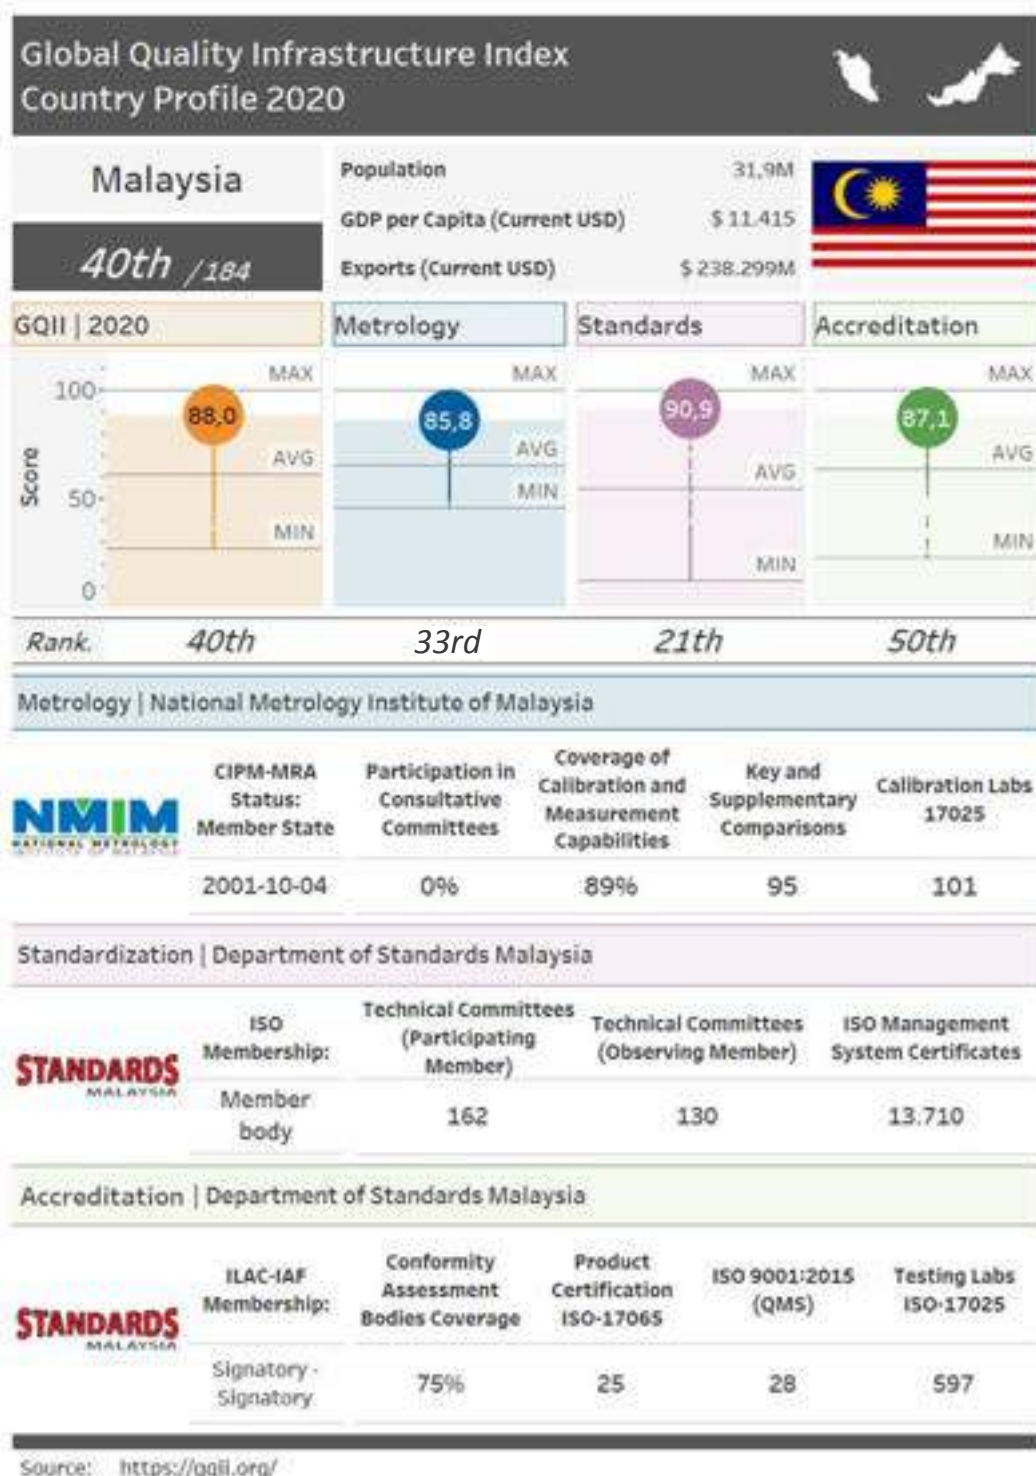 Global Quality Infrastructure Index
Country Profile 2020
Malaysia
40th /184
Population 31,9M
GDP per Capita (Current USD) $ 11.415
Exports (Current USD) $ 238.299M
GQII | 2020
Metrology
Standards
Accreditation
Score
100
50
0
MAX
88,0
AVG
MIN
MAX
85,8
AVG
MIN
MAX
90,9
AVG
MIN
MAX
87,1
AVG
MIN
Rank. 40th 33rd 21th 50th
Metrology | National Metrology Institute of Malaysia
NMIM
NATIONAL METROLOGY
INSTITUTE OF MALAYSIA
CIPM-MRA
Status:
Member State
2001-10-04
Participation in
Consultative
Committees
0%
Coverage of
Calibration and
Measurement
Capabilities
89%
Key and
Supplementary
Comparisons
95
Calibration Labs
17025
101
Standardization | Department of Standards Malaysia
STANDARDS
MALAYSIA
ISO
Membership:
Member
body
Technical Committees
(Participating
Member)
162
Technical Committees
(Observing Member)
130
ISO Management
System Certificates
13.710
Accreditation | Department of Standards Malaysia
STANDARDS
MALAYSIA
ILAC-IAF
Membership:
Signatory -
Signatory
Conformity
Assessment
Bodies Coverage
75%
Product
Certification
ISO-17065
25
ISO 9001:2015
(QMS)
28
Testing Labs
ISO-17025
597
Source: https://gqii.org/